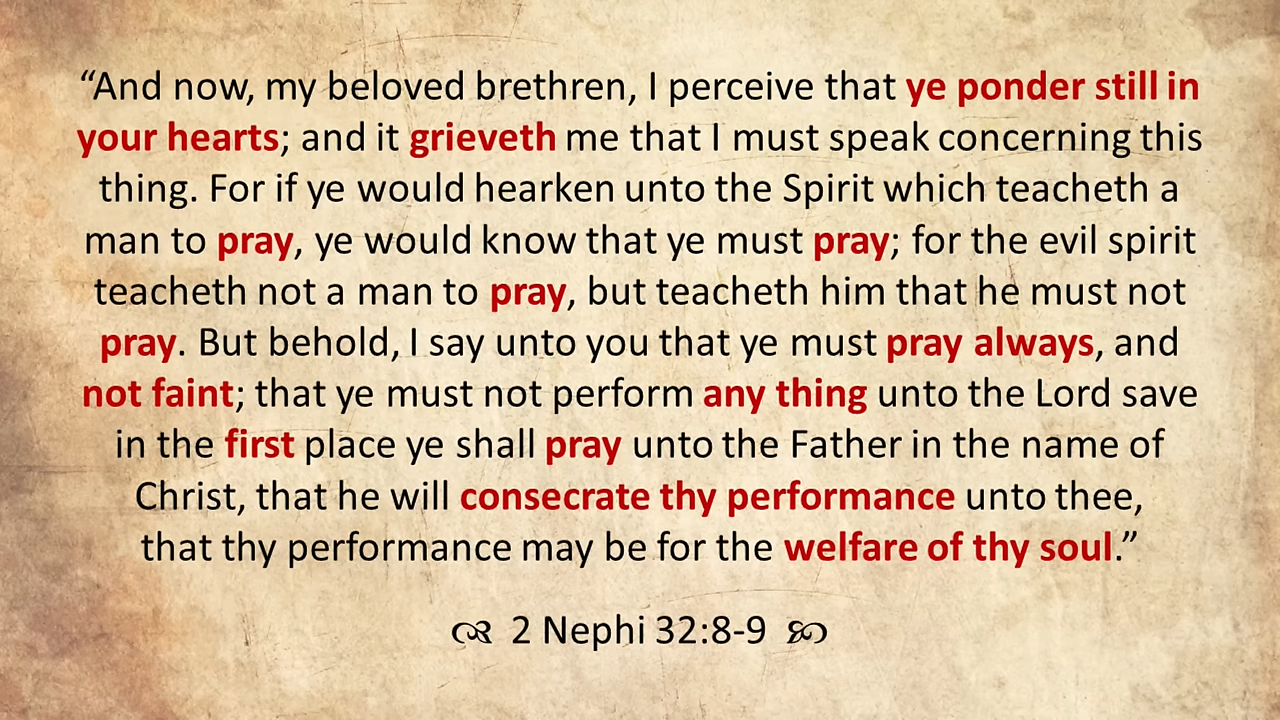 “And now, my beloved brethren, I perceive that ye ponder still in
your hearts; and it grieveth me that I must speak concerning this
thing. For if ye would hearken unto the Spirit which teacheth a
man to pray, ye would know that ye must pray; for the evil spirit
teacheth not a man to pray, but teacheth him that he must not
pray. But behold, I say unto you that ye must pray always, and
not faint; that ye must not perform any thing unto the Lord save
in the first place ye shall pray unto the Father in the name of
Christ, that he will consecrate thy performance unto thee,
that thy performance may be for the welfare of thy soul.”
2 Nephi 32:8-9